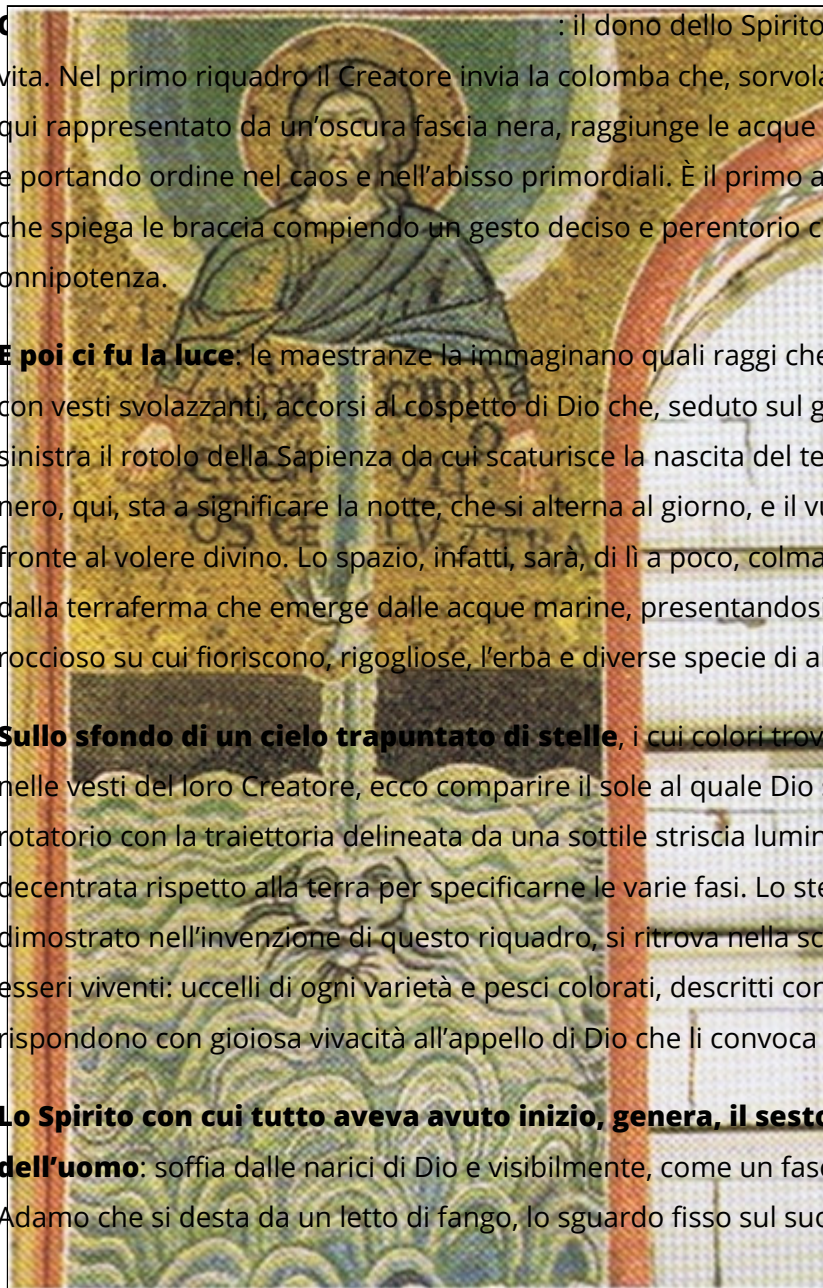 : il dono dello Spirito
vita. Nel primo riquadro il Creatore invia la colomba che, sorvola
qui rappresentato da un’oscura fascia nera, raggiunge le acque
e portando ordine nel caos e nell’abisso primordiali. È il primo a
che spiega le braccia compiendo un gesto deciso e perentorio c
onnipotenza.
E poi ci fu la luce: le maestranze la immaginano quali raggi che
con vesti svolazzanti, accorsi al cospetto di Dio che, seduto sul g
sinistra il rotolo della Sapienza da cui scaturisce la nascita del te
nero, qui, sta a significare la notte, che si alterna al giorno, e il vu
fronte al volere divino. Lo spazio, infatti, sarà, di lì a poco, colma
dalla terraferma che emerge dalle acque marine, presentandosi
roccioso su cui fioriscono, rigogliose, l’erba e diverse specie di a
Sullo sfondo di un cielo trapuntato di stelle, i cui colori trov
nelle vesti del loro Creatore, ecco comparire il sole al quale Dio
rotatorio con la traiettoria delineata da una sottile striscia lumin
decentrata rispetto alla terra per specificarne le varie fasi. Lo ste
dimostrato nell’invenzione di questo riquadro, si ritrova nella sc
esseri viventi: uccelli di ogni varietà e pesci colorati, descritti con
rispondono con gioiosa vivacità all’appello di Dio che li convoca
Lo Spirito con cui tutto aveva avuto inizio, genera, il sesto
dell’uomo: soffia dalle narici di Dio e visibilmente, come un fasc
Adamo che si desta da un letto di fango, lo sguardo fisso sul suo